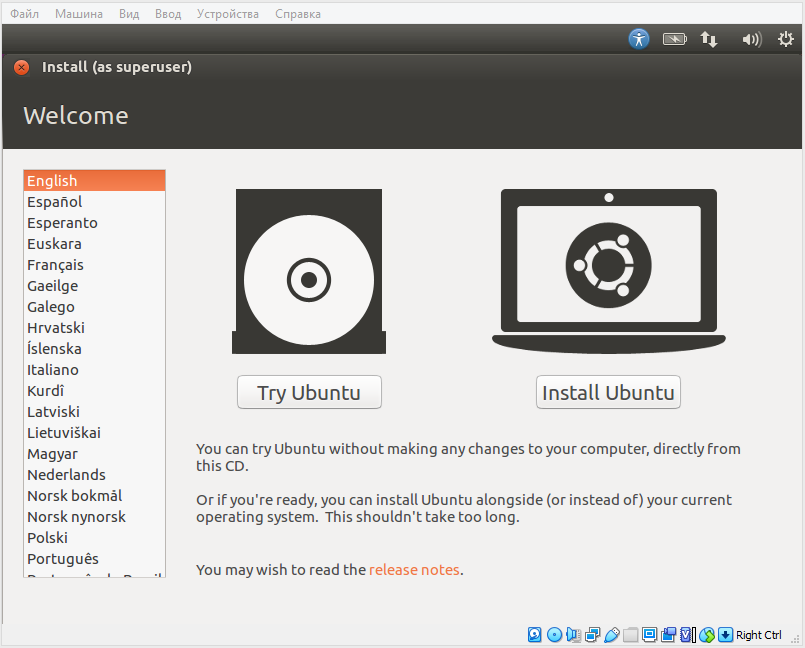 Файл Машина Вид Ввод Устройства Справка
Install (as superuser)
Welcome
English
Español
Esperanto
Euskara
Français
Gaeilge
Galego
Hrvatski
Íslenska
Italiano
Kurdî
Latviski
Lietuviškai
Magyar
Nederlands
Norsk bokmål
Norsk nynorsk
Polski
Português
Try Ubuntu
Install Ubuntu
You can try Ubuntu without making any changes to your computer, directly from
this CD.
Or if you're ready, you can install Ubuntu alongside (or instead of) your current
operating system. This shouldn't take too long.
You may wish to read the release notes.
Right Ctrl